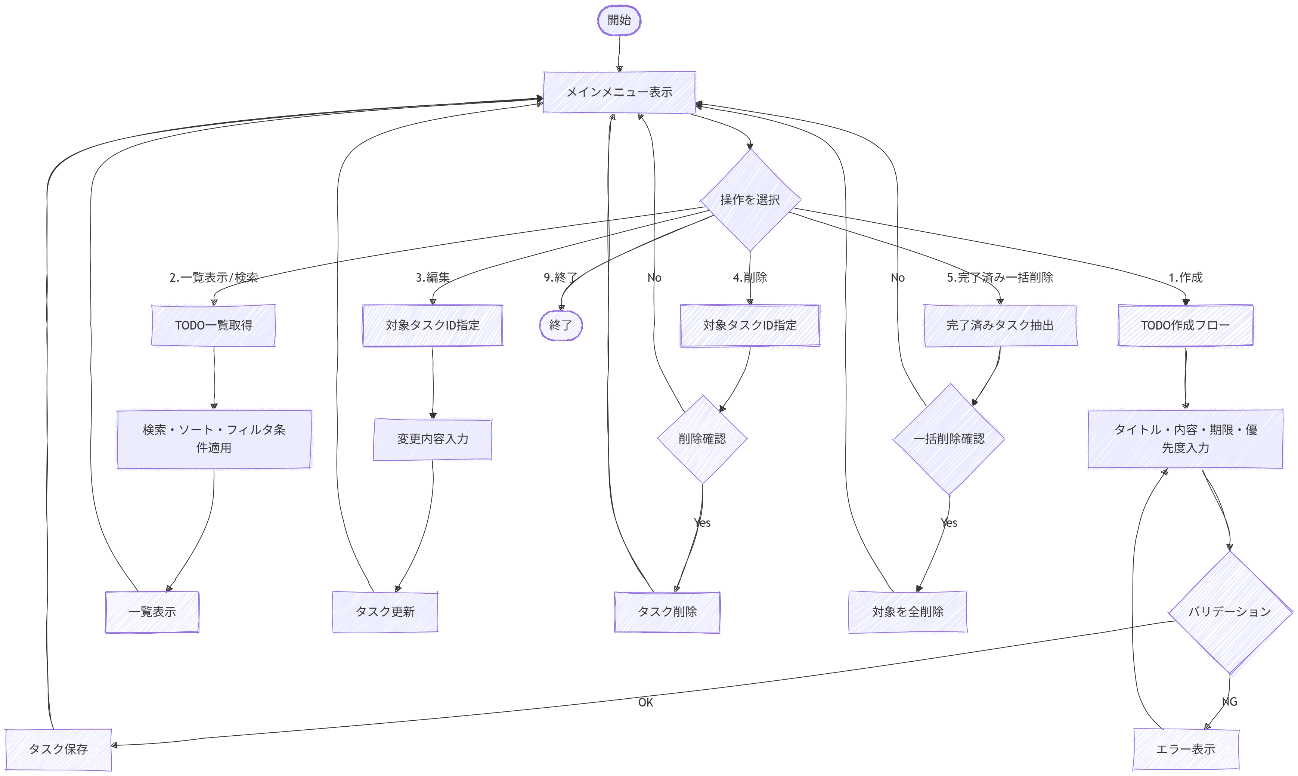 開始
メインメニュー表示
操作を選択
2.一覧表示/検索
3.編集
9.終了
No
4.削除
No
5.完了済み一括削除
1.作成
TODO一覧取得
対象タスクID指定
終了
対象タスクID指定
完了済みタスク抽出
TODO作成フロー
検索・ソート・フィルタ条
件適用
変更内容入力
削除確認
一括削除確認
タイトル・内容・期限・優
先度入力
Yes
Yes
一覧表示
タスク更新
タスク削除
対象を全削除
バリデーション
OK
NG
タスク保存
エラー表示